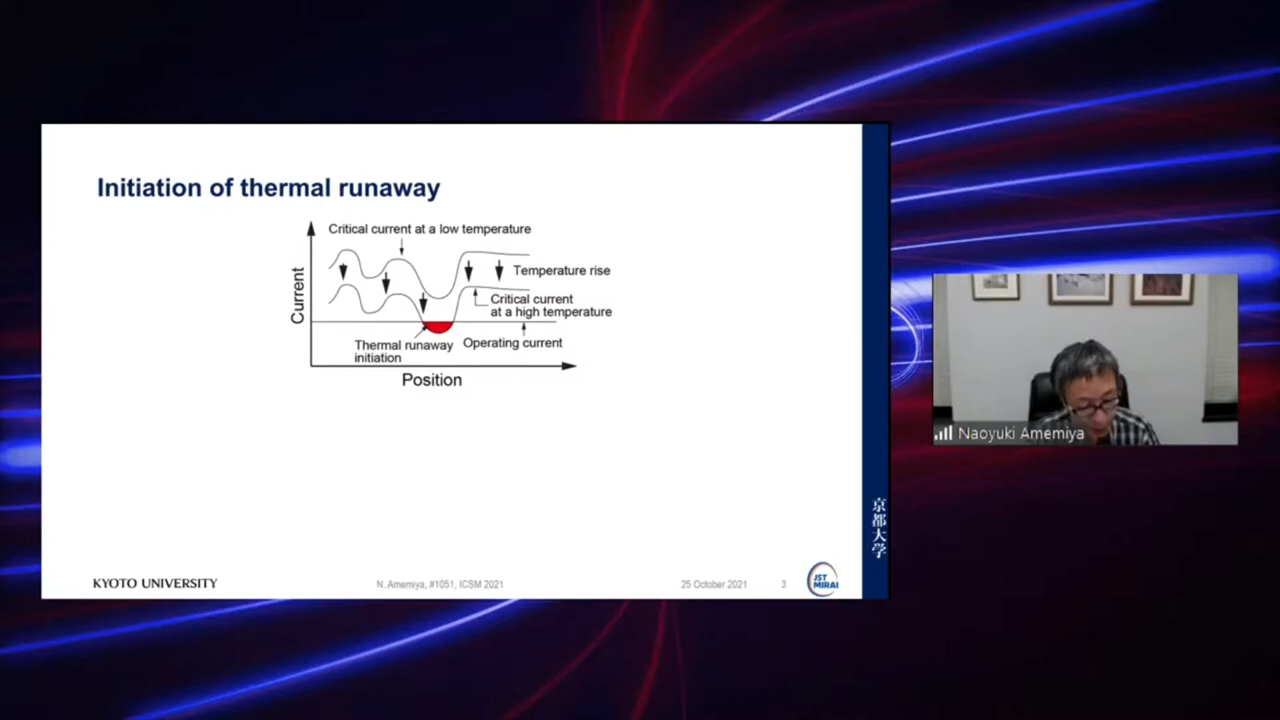 Initiation of thermal runaway
Critical current at a low temperature
Temperature rise
Critical current
at a high temperature
Current
Thermal runaway
initiation
Operating current
Position
Naoyuki Amemiya
京都大学
KYOTO UNIVERSITY
N. Amemiya, #1051, ICSM 2021
25 October 2021
3
JST
MIRAI